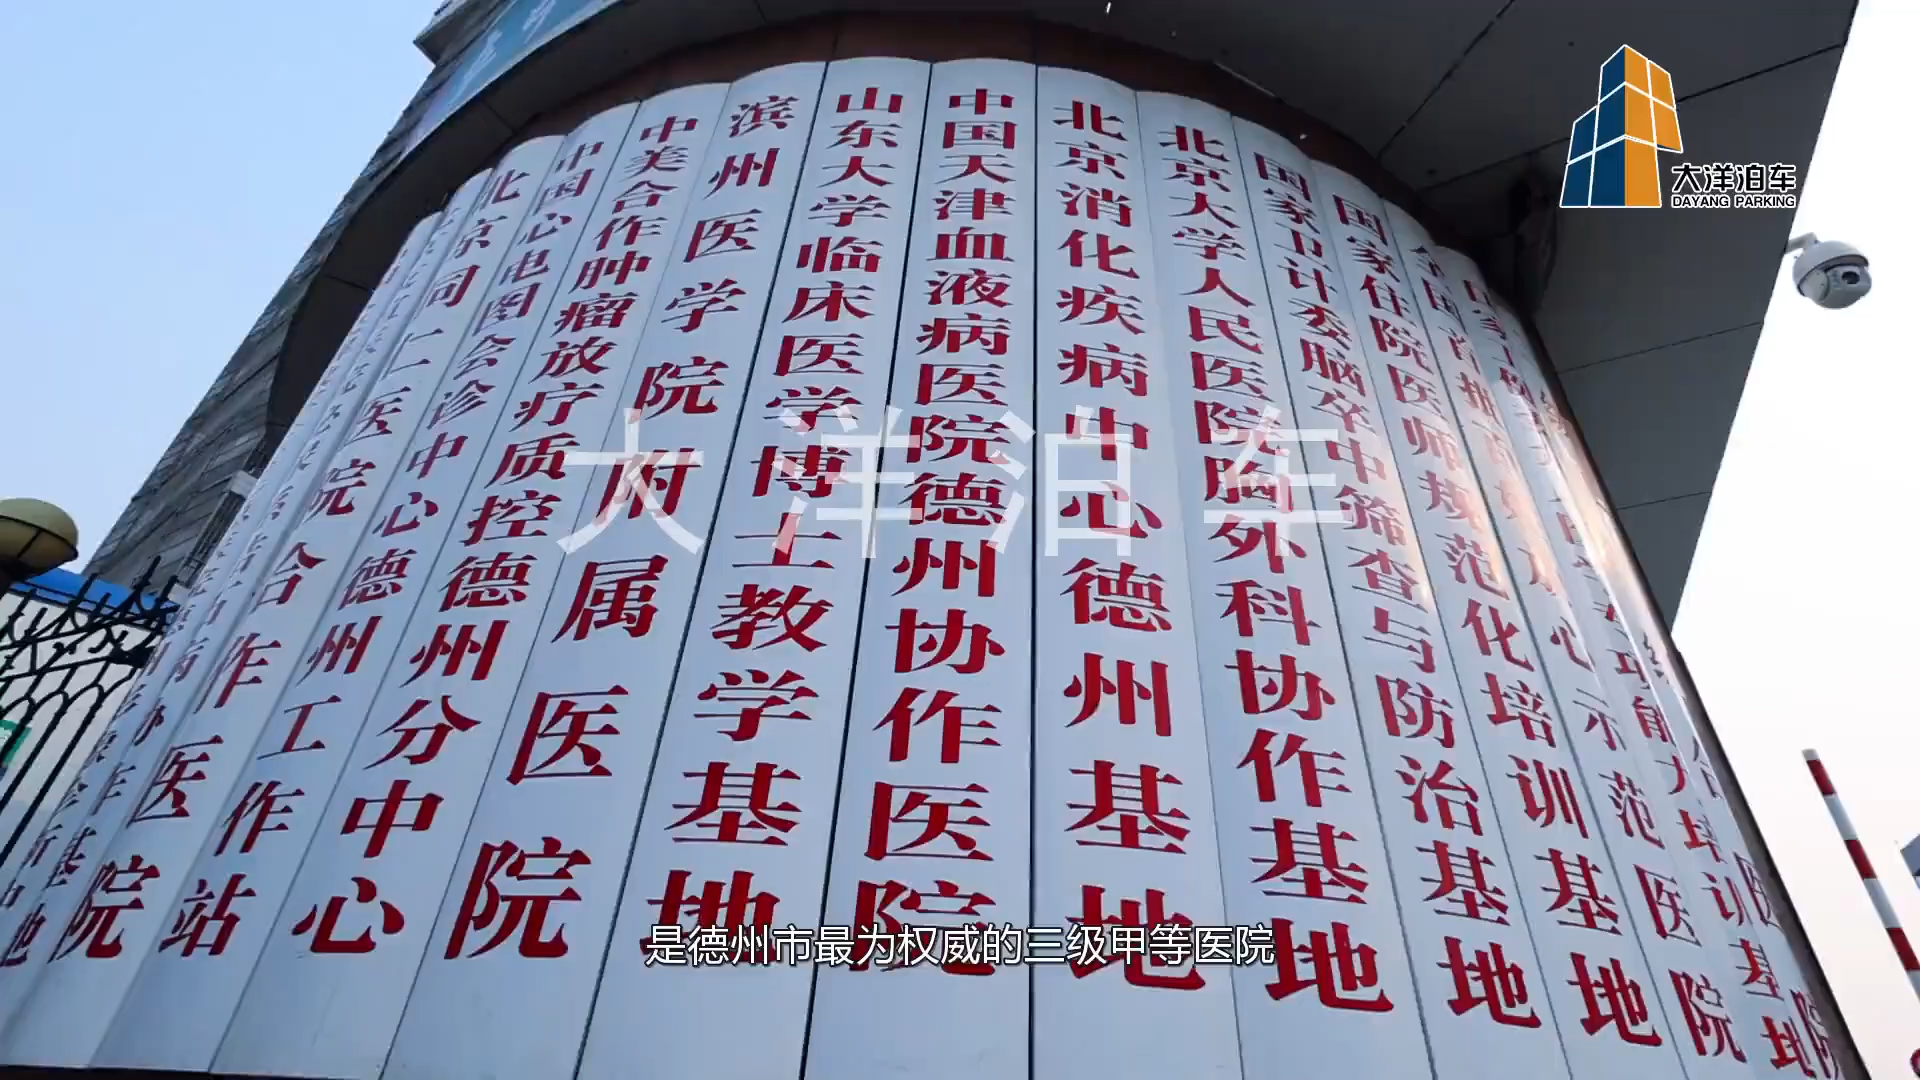 大洋泊车
DAYANG PARKING
北京同仁医院合作医院
中国心电图会诊中心德州工作站
中美合作肿瘤放疗质控德州分中心
滨州医学院附属医院
山东大学临床医学博士教学基地
中国天津血液病医院德州协作医院
北京消化疾病中心德州基地
北京大学人民医院胸外科协作基地
国家卫计委脑卒中筛查与防治基地
国家住院医师规范化培训基地
大洋泊车
是德州市最为权威的三级甲等医院